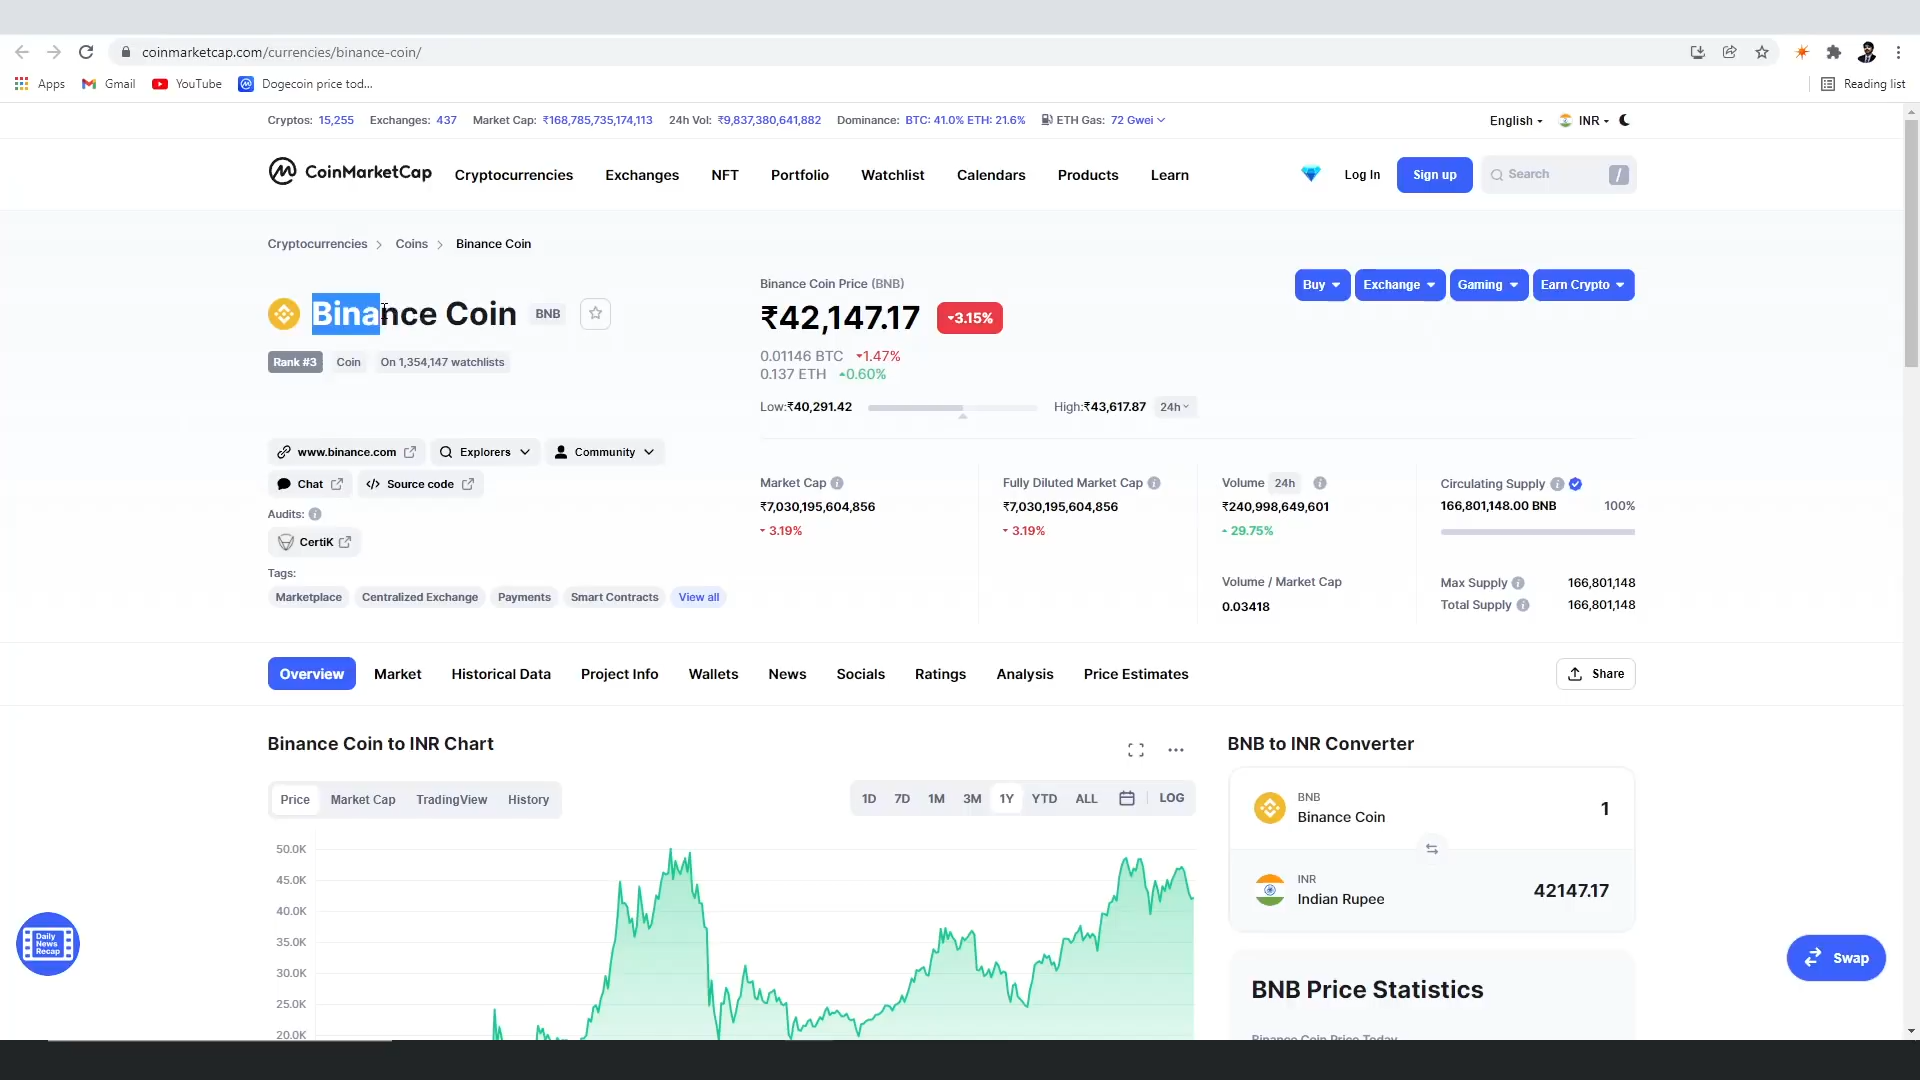 coinmarketcap.com/currencies/binance-coin/
Apps Gmail YouTube Dogecoin price tod... Reading list
Cryptos: 15,255 Exchanges: 437 Market Cap: ₹168,785,735,174,113 24h Vol: ₹9,837,380,641,882 Dominance: BTC: 41.0% ETH: 21.6% ETH Gas: 72 Gwei English INR
CoinMarketCap Cryptocurrencies Exchanges NFT Portfolio Watchlist Calendars Products Learn Log In Sign up Search /
Cryptocurrencies > Coins > Binance Coin
Binance Coin BNB
Rank #3 Coin On 1,354,147 watchlists
www.binance.com Explorers Community
Chat Source code
Audits:
CertiK
Tags:
Marketplace Centralized Exchange Payments Smart Contracts View all
Binance Coin Price (BNB)
₹42,147.17 3.15%
0.01146 BTC 1.47%
0.137 ETH 0.60%
Low:₹40,291.42 High:₹43,617.87 24h
Buy Exchange Gaming Earn Crypto
Market Cap
₹7,030,195,604,856
3.19%
Fully Diluted Market Cap
₹7,030,195,604,856
3.19%
Volume 24h
₹240,998,649,601
29.75%
Volume / Market Cap
0.03418
Circulating Supply
166,801,148.00 BNB 100%
Max Supply 166,801,148
Total Supply 166,801,148
Overview Market Historical Data Project Info Wallets News Socials Ratings Analysis Price Estimates Share
Binance Coin to INR Chart
Price Market Cap TradingView History 1D 7D 1M 3M 1Y YTD ALL LOG
50.0K
45.0K
40.0K
35.0K
30.0K
25.0K
20.0K
BNB to INR Converter
BNB
Binance Coin 1
INR
Indian Rupee 42147.17
BNB Price Statistics
Binance Coin Price Today
Daily
News
Recap
Swap